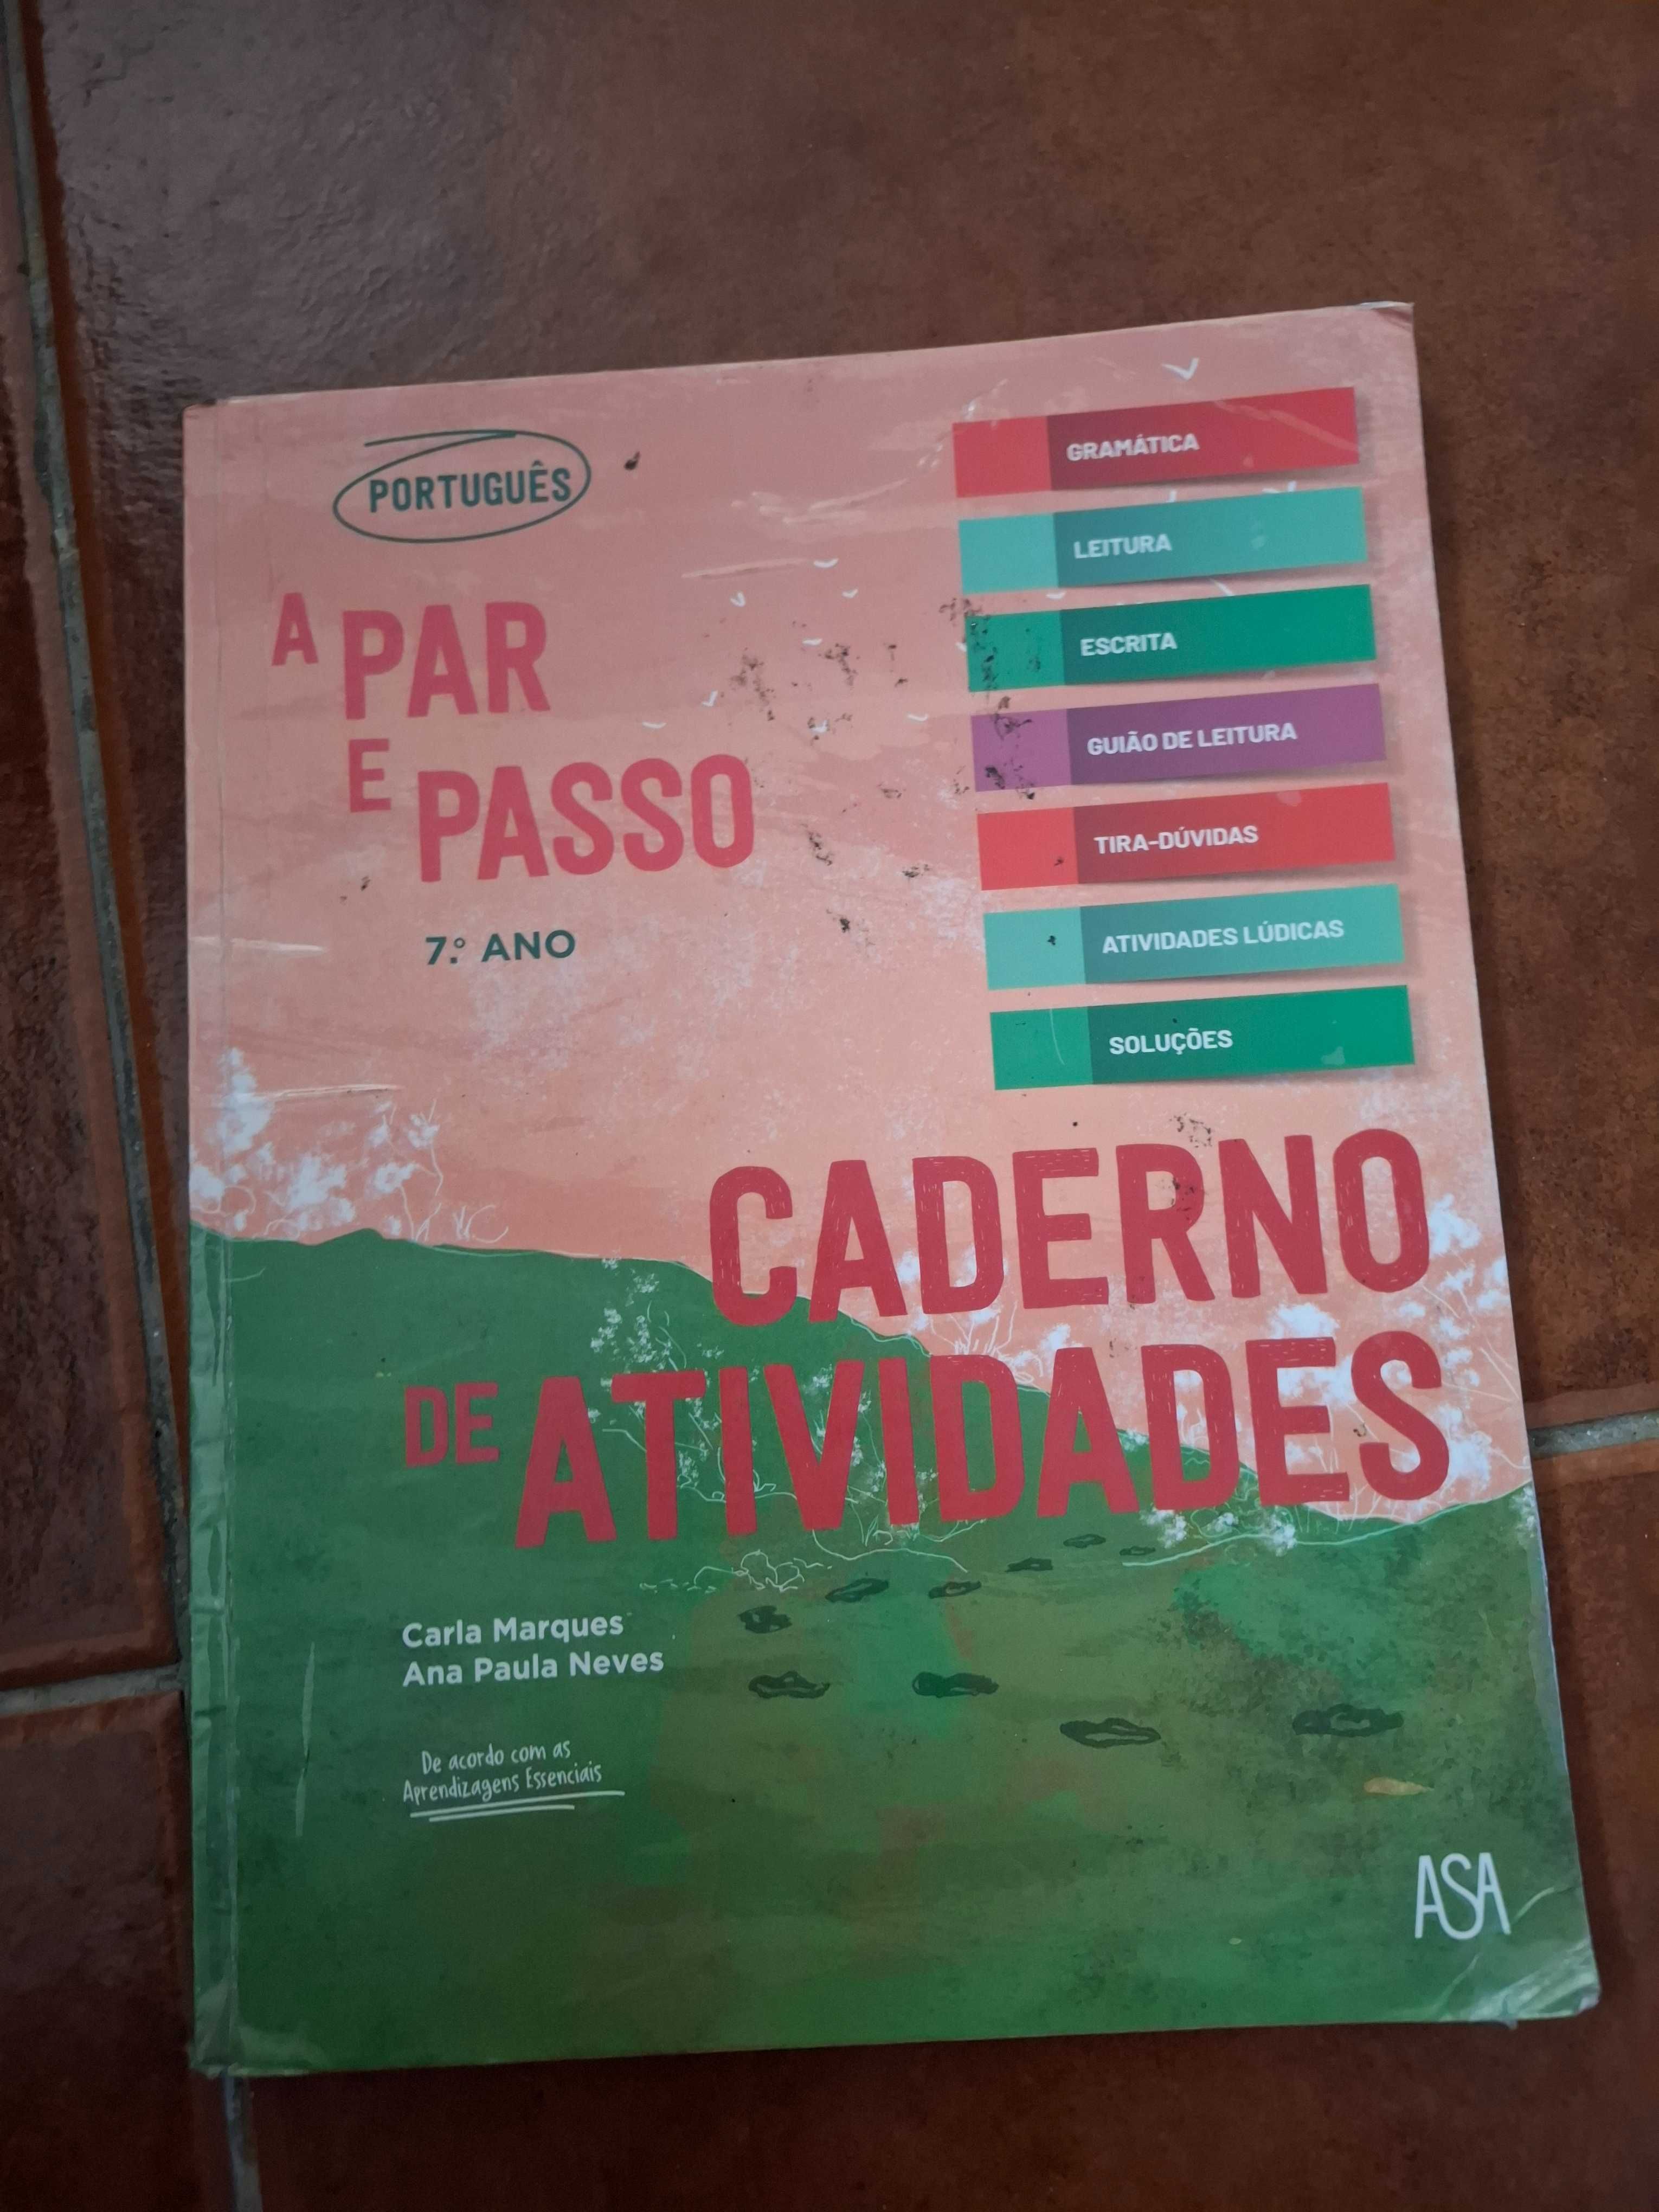 PORTUGUÊS
A PAR
E PASSO
7.º ANO
GRAMÁTICA
LEITURA
ESCRITA
GUIÃO DE LEITURA
TIRA-DÚVIDAS
ATIVIDADES LÚDICAS
SOLUÇÕES
CADERNO
DE ATIVIDADES
Carla Marques
Ana Paula Neves
De acordo com as
Aprendizagens Essenciais
ASA